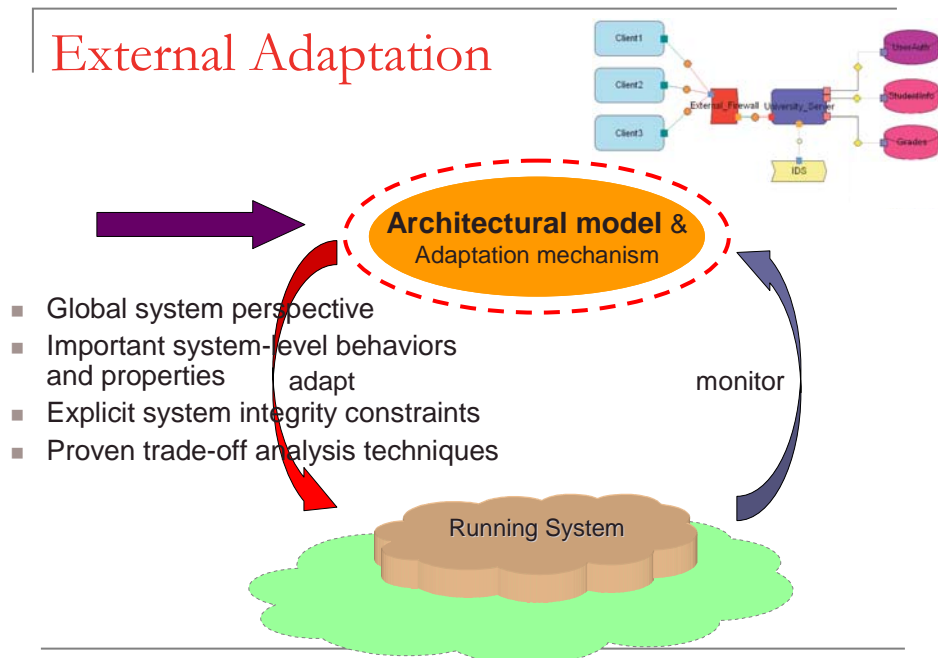 External Adaptation
Client1
Client2
Client3
External_Firewall
University_Server
UserAuth
StudentInfo
Grades
IDS
Architectural model &
Adaptation mechanism
Global system perspective
Important system-level behaviors
and properties
Explicit system integrity constraints
Proven trade-off analysis techniques
adapt
monitor
Running System